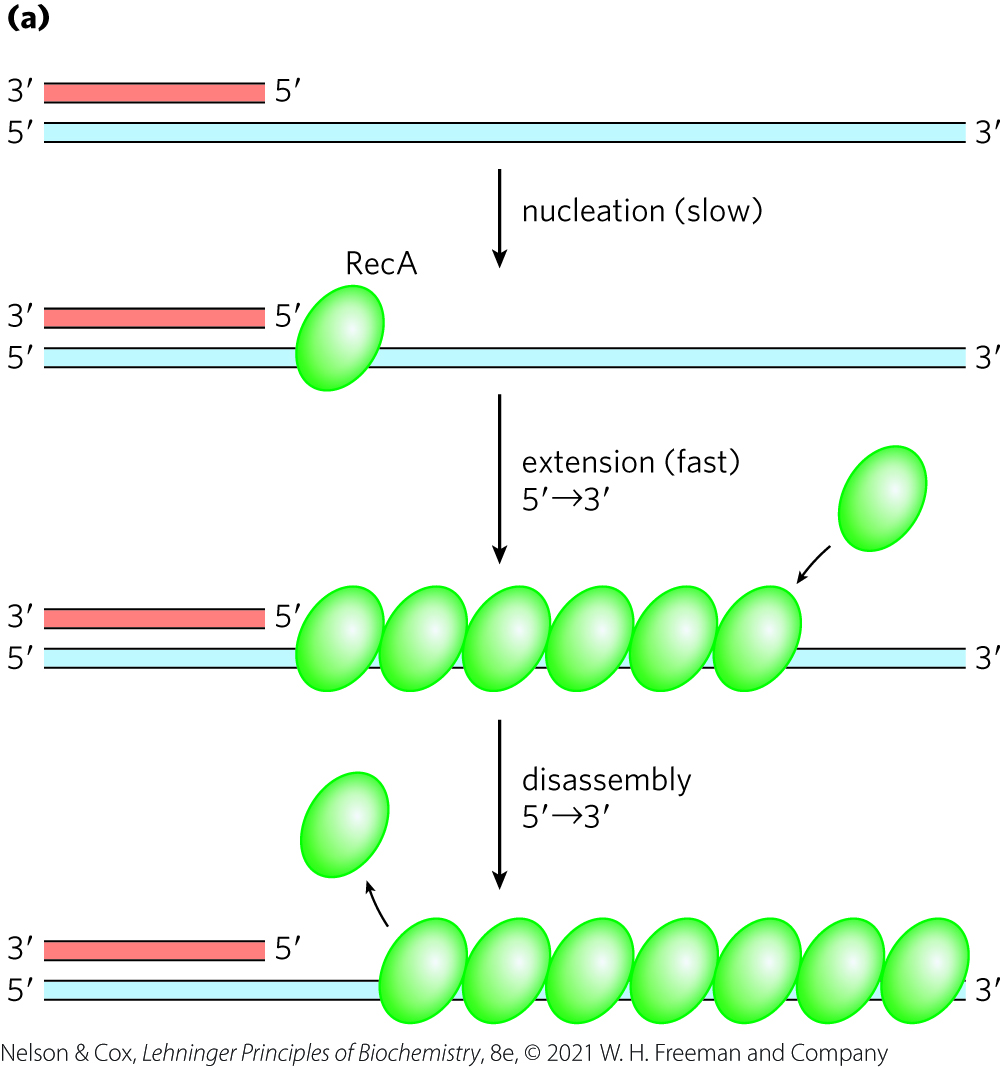 (a)
3′ 5′
5′ 3′
nucleation (slow)
RecA
3′ 5′
5′ 3′
extension (fast)
5′→3′
3′ 5′
5′ 3′
disassembly
5′→3′
3′ 5′
5′ 3′
Nelson & Cox, Lehninger Principles of Biochemistry, 8e, © 2021 W. H. Freeman and Company